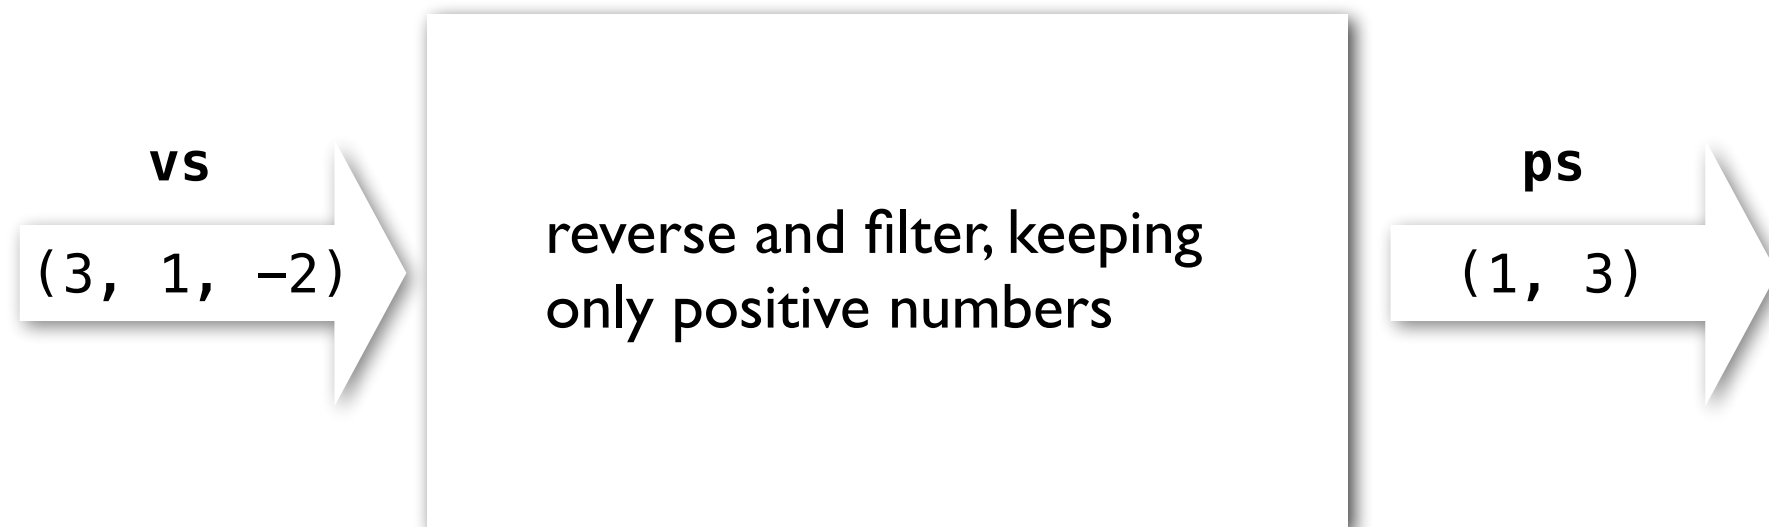 vs
(3, 1, −2)
reverse and filter, keeping
only positive numbers
ps
(1, 3)